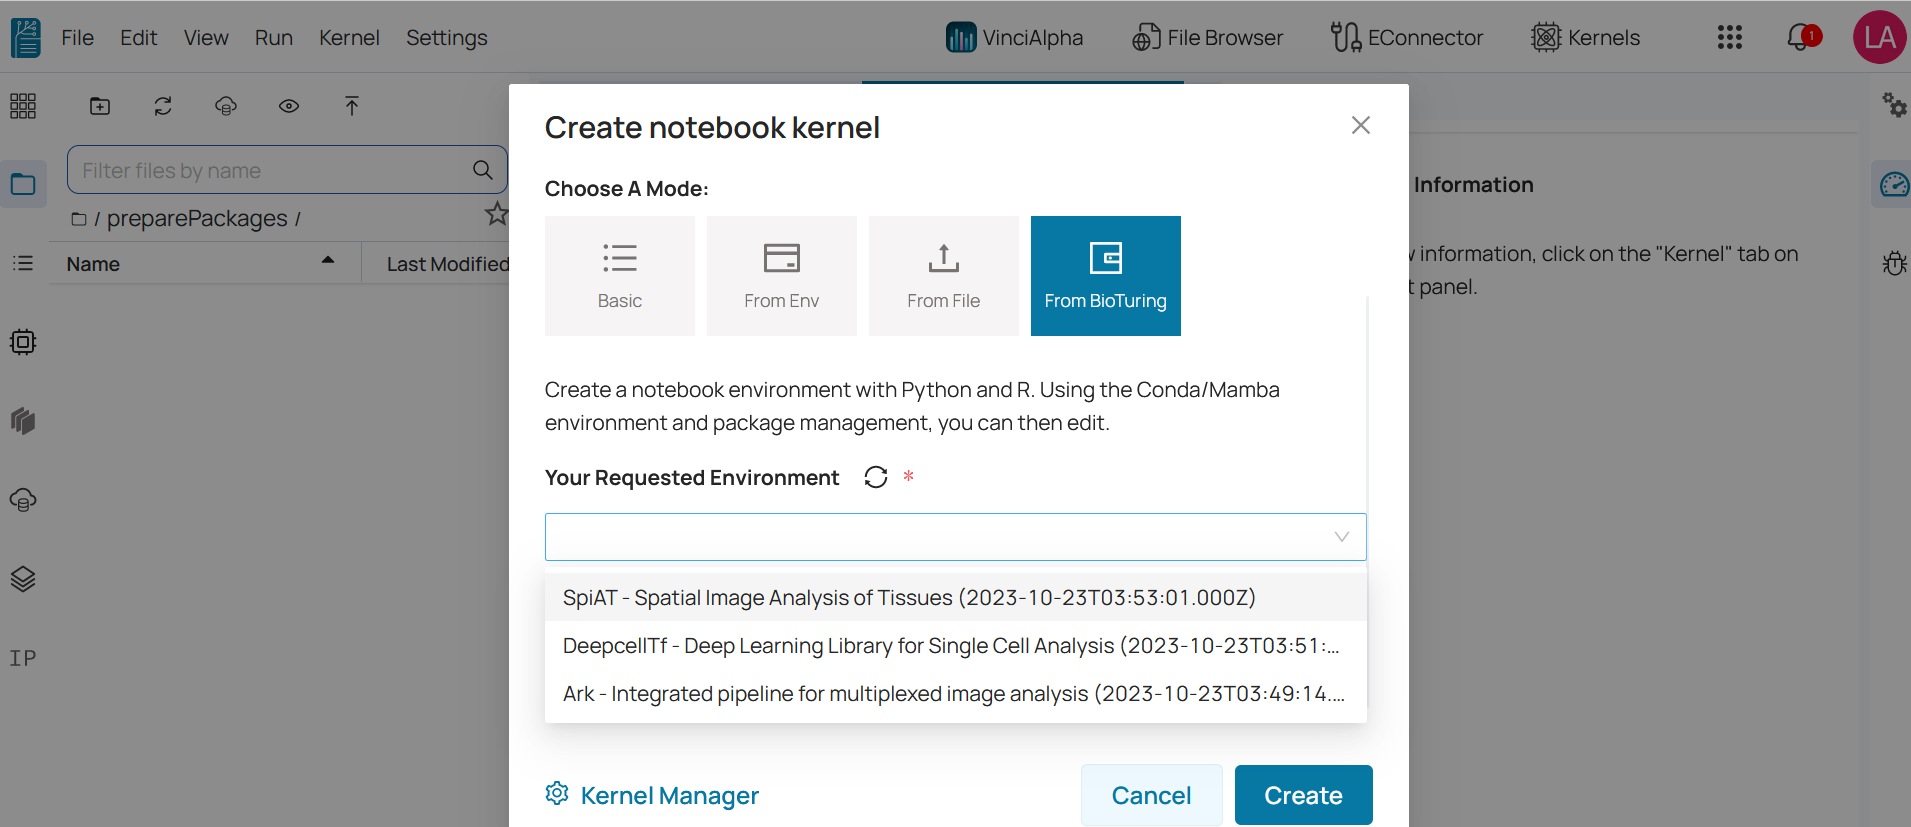 File Edit View Run Kernel Settings VinciAlpha File Browser EConnector Kernels 1 LA
Filter files by name
/ preparePackages /
Name Last Modified
IP
Create notebook kernel
Choose A Mode:
Basic From Env From File From BioTuring
Create a notebook environment with Python and R. Using the Conda/Mamba
environment and package management, you can then edit.
Your Requested Environment *
SpiAT - Spatial Image Analysis of Tissues (2023-10-23T03:53:01.000Z)
DeepcellTf - Deep Learning Library for Single Cell Analysis (2023-10-23T03:51:...
Ark - Integrated pipeline for multiplexed image analysis (2023-10-23T03:49:14....
Kernel Manager Cancel Create
Information
information, click on the "Kernel" tab on
panel.